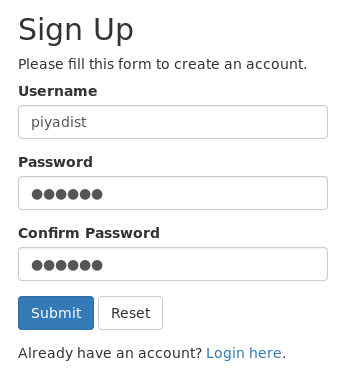 Sign Up
Please fill this form to create an account.
Username
piyadist
Password
●●●●●●
Confirm Password
●●●●●●
Submit Reset
Already have an account? Login here.